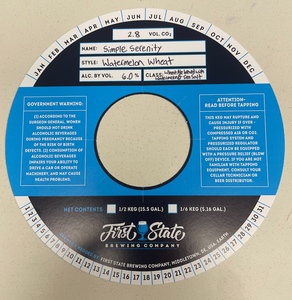 JAN FEB MAR APR MAY JUN JUL AUG SEP OCT NOV DEC
2.8 VOL. CO2
NAME: Simple Serenity
STYLE: Watermelon Wheat
ALC. BY VOL. 6.0% CLASS:
GOVERNMENT WARNING:
(1) ACCORDING TO THE
SURGEON GENERAL, WOMEN
SHOULD NOT DRINK
ALCOHOLIC BEVERAGES
DURING PREGNANCY BECAUSE
OF THE RISK OF BIRTH
DEFECTS. (2) CONSUMPTION OF
ALCOHOLIC BEVERAGES
IMPAIRS YOUR ABILITY TO
DRIVE A CAR OR OPERATE
MACHINERY, AND MAY CAUSE
HEALTH PROBLEMS.
ATTENTION-
READ BEFORE TAPPING
THIS KEG MAY RUPTURE AND
CAUSE INJURY IF OVER-
PRESSURIZED WITH
COMPRESSED AIR OR CO2.
TAPPING SYSTEM AND
PRESSURIZED REGULATOR
SHOULD EACH BE EQUIPPED
WITH A PRESSURE RELIEF (BLOW
OFF) DEVICE. IF YOU ARE NOT
FAMILIAR WITH TAPPING
EQUIPMENT, CONSULT YOUR
CELLAR TECHNICIAN OR
BEER DISTRIBUTOR.
NET CONTENTS 1/2 KEG (15.5 GAL.) 1/6 KEG (5.16 GAL.)
First State
BREWING COMPANY
FIRST STATE BREWING COMPANY, MIDDLETOWN, DE, USA, EARTH
1 2 3 4 5 6 7 8 9 10 11 12 13 14 15 16 17 18 19 20 21 22 23 24 25 26 27 28 29 30 31